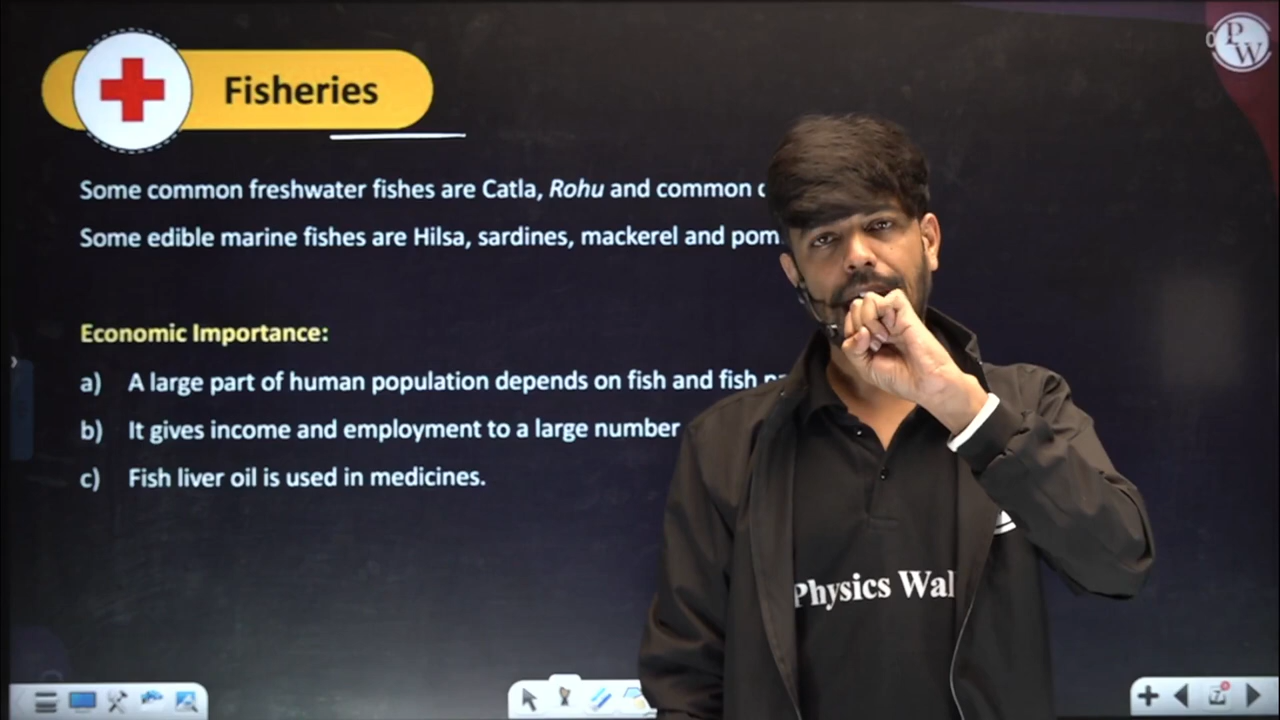 PW
Fisheries
Some common freshwater fishes are Catla, Rohu and common
Some edible marine fishes are Hilsa, sardines, mackerel and
Economic Importance:
a) A large part of human population depends on fish and fish
b) It gives income and employment to a large number
c) Fish liver oil is used in medicines.
Physics